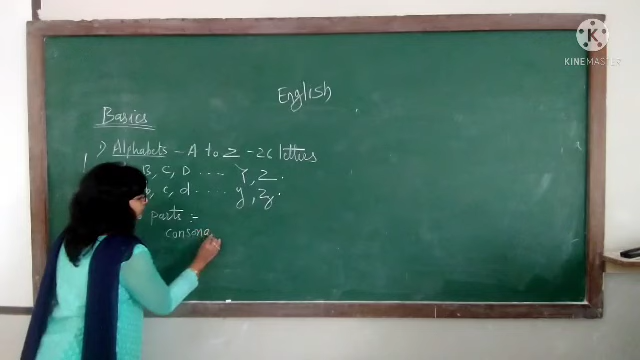 KINEMASTER
English
Basics
1) Alphabets - A to Z - 26 letters
B, C, D .... Y, Z.
c, d .... y, z.
Parts :-
consona